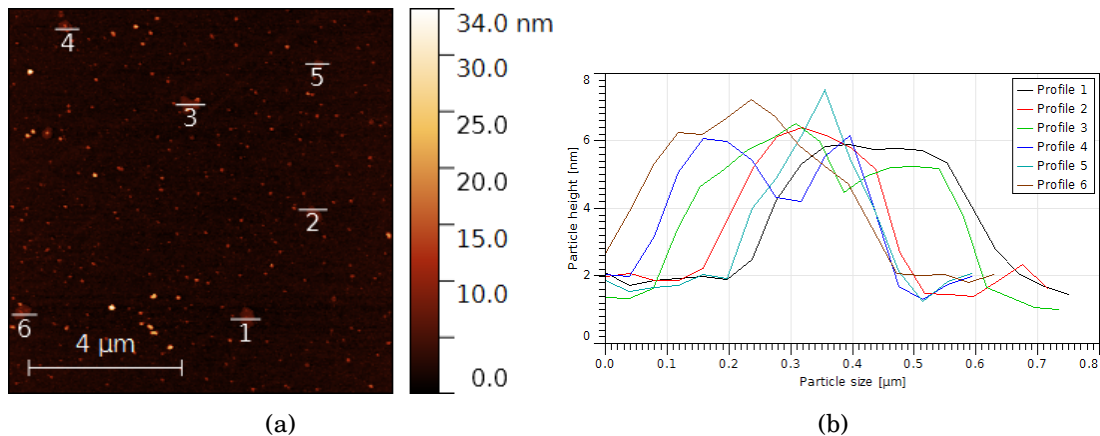 4
5
3
2
6
1
4 µm
34.0 nm
30.0
25.0
20.0
15.0
10.0
0.0
(a)
Particle height [nm]
8
6
4
2
0
0.0 0.1 0.2 0.3 0.4 0.5 0.6 0.7 0.8
Particle size [µm]
Profile 1
Profile 2
Profile 3
Profile 4
Profile 5
Profile 6
(b)